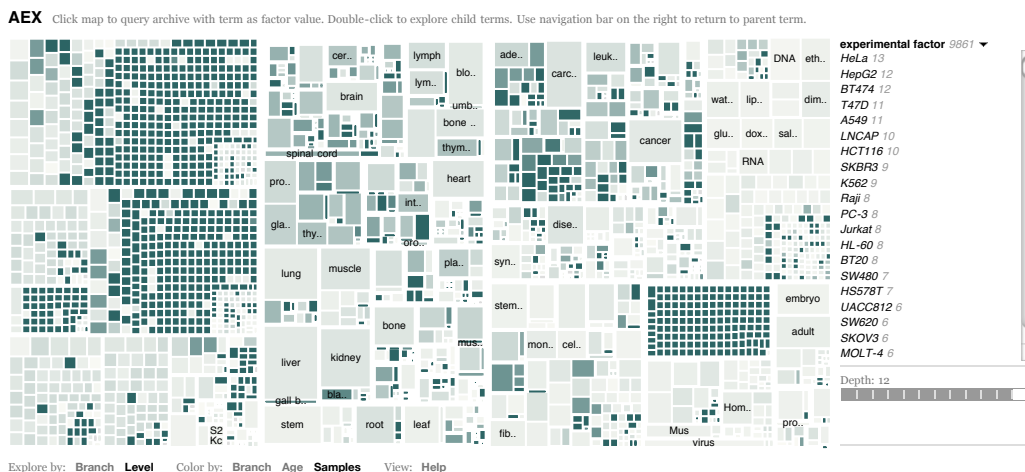 AEX Click map to query archive with term as factor value. Double-click to explore child terms. Use navigation bar on the right to return to parent term.
cer..
lymph
blo..
brain
lym..
umb..
bone ..
spinal cord
thym..
pro..
heart
int..
gla..
thy..
oro..
lung
muscle
pla..
bone
mus..
liver
kidney
gall b..
bla..
stem
root
leaf
S2
Kc
ade..
carc..
leuk..
DNA
eth..
wat..
lip..
dim..
cancer
glu..
dox..
sal..
RNA
dise..
syn..
stem..
embryo
adult
mon..
cel..
Hom..
pro..
fib..
Mus
virus
experimental factor 9861
HeLa 13
HepG2 12
BT474 12
T47D 11
A549 11
LNCAP 10
HCT116 10
SKBR3 9
K562 9
Raji 8
PC-3 8
Jurkat 8
HL-60 8
BT20 8
SW480 7
HS578T 7
UACC812 6
SW620 6
SKOV3 6
MOLT-4 6
Depth: 12
Explore by: Branch Level Color by: Branch Age Samples View: Help